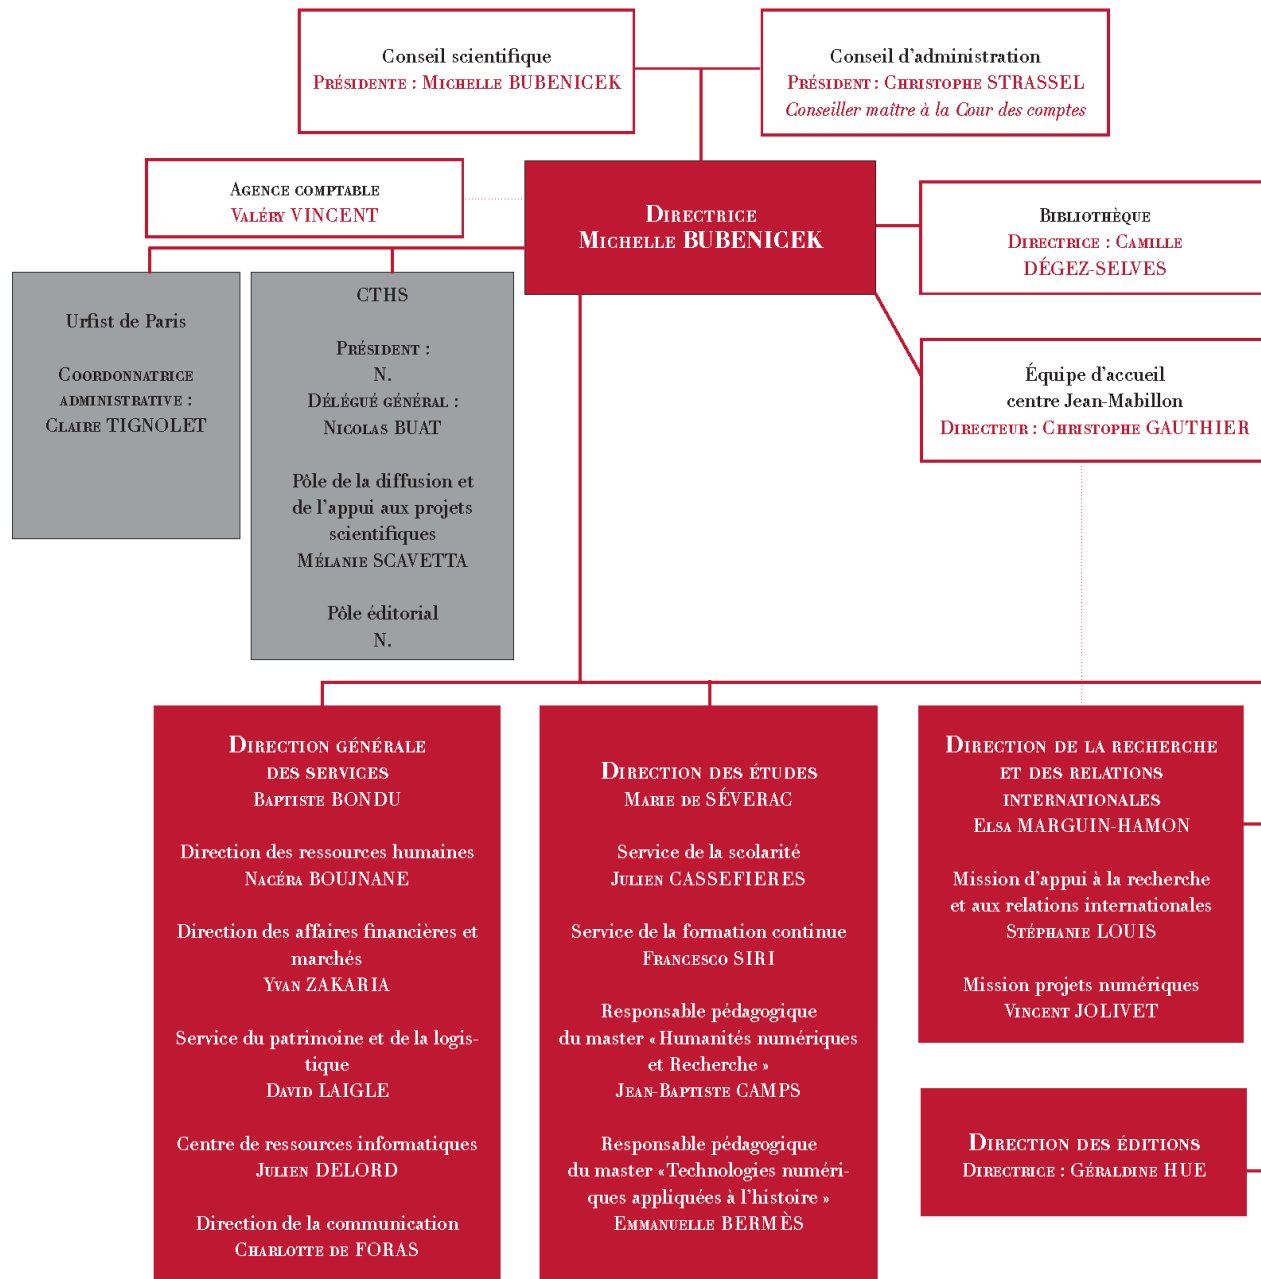 Conseil scientifique
Présidente : Michelle BUBENICEK
Conseil d'administration
Président : Christophe STRASSEL
Conseiller maître à la Cour des comptes
Agence comptable
Valéry VINCENT
Directrice
Michelle BUBENICEK
Bibliothèque
Directrice : Camille
DÉGEZ-SELVES
Urfist de Paris
Coordonnatrice
administrative :
Claire TIGNOLET
CTHS
Président :
N.
Délégué général :
Nicolas BUAT
Pôle de la diffusion et
de l'appui aux projets
scientifiques
Mélanie SCAVETTA
Pôle éditorial
N.
Équipe d'accueil
centre Jean-Mabillon
Directeur : Christophe GAUTHIER
Direction générale
des services
Baptiste BONDU
Direction des ressources humaines
Nacéra BOUJNANE
Direction des affaires financières et
marchés
Yvan ZAKARIA
Service du patrimoine et de la logis-
tique
David LAIGLE
Centre de ressources informatiques
Julien DELORD
Direction de la communication
Charlotte de FORAS
Direction des études
Marie de SÉVERAC
Service de la scolarité
Julien CASSEFIERES
Service de la formation continue
Francesco SIRI
Responsable pédagogique
du master « Humanités numériques
et Recherche »
Jean-Baptiste CAMPS
Responsable pédagogique
du master « Technologies numéri-
ques appliquées à l'histoire »
Emmanuelle BERMÈS
Direction de la recherche
et des relations
internationales
Elsa MARGUIN-HAMON
Mission d'appui à la recherche
et aux relations internationales
Stéphanie LOUIS
Mission projets numériques
Vincent JOLIVET
Direction des éditions
Directrice : Géraldine HUE